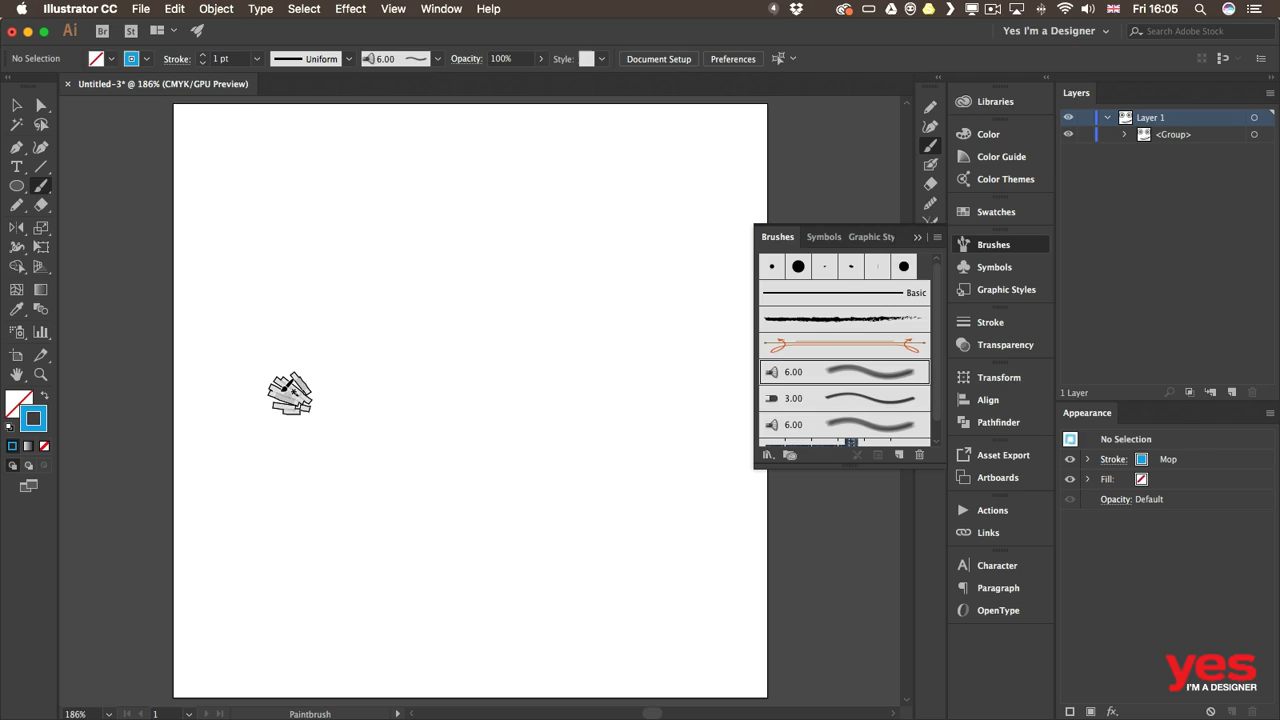 Illustrator CC File Edit Object Type Select Effect View Window Help
Fri 16:05
Ai Br St
Yes I'm a Designer
Search Adobe Stock
No Selection
Stroke: 1 pt
Uniform
6.00
Opacity: 100%
Style:
Document Setup
Preferences
Untitled-3* @ 186% (CMYK/GPU Preview)
Brushes Symbols Graphic Sty
Basic
6.00
3.00
6.00
Libraries
Color
Color Guide
Color Themes
Swatches
Brushes
Symbols
Graphic Styles
Stroke
Transparency
Transform
Align
Pathfinder
Asset Export
Artboards
Actions
Links
Character
Paragraph
OpenType
Layers
Layer 1
<Group>
1 Layer
Appearance
No Selection
Stroke: Mop
Fill:
Opacity: Default
fx
yes
I'M A DESIGNER
186% 1 Paintbrush